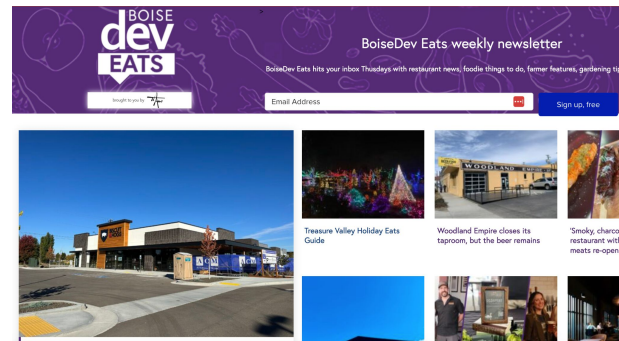 BOISE
dev
EATS
brought to you by
BoiseDev Eats weekly newsletter
BoiseDev Eats hits your inbox Thusdays with restaurant news, foodie things to do, farmer features, gardening tip
Email Address
Sign up, free
WOODLAND EMPIRE
Treasure Valley Holiday Eats
Guide
Woodland Empire closes its
taproom, but the beer remains
'Smoky, charco
restaurant with
meats re-open